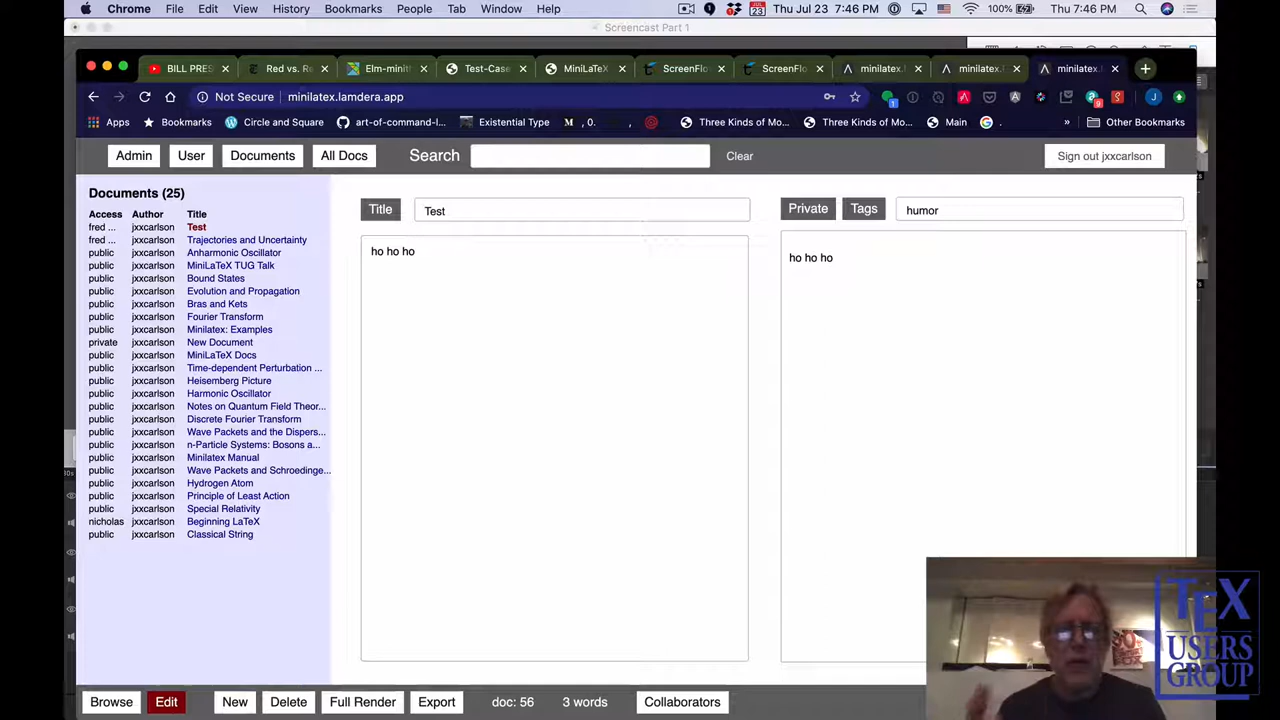 Chrome File Edit View History Bookmarks People Tab Window Help 23 Thu Jul 23 7:46 PM 100% Thu 7:46 PM
Screencast Part 1
BILL PRES Red vs. Re Elm-minit Test-Case MiniLaTeX ScreenFlo ScreenFlo minilatex. minilatex. minilatex.
Not Secure minilatex.lamdera.app
Apps Bookmarks Circle and Square art-of-command-l... Existential Type M , 0. , Three Kinds of Mo... Three Kinds of Mo... Main . » Other Bookmarks
Admin User Documents All Docs Search Clear Sign out jxxcarlson
Documents (25)
Access Author Title
fred ... jxxcarlson Test
fred ... jxxcarlson Trajectories and Uncertainty
public jxxcarlson Anharmonic Oscillator
public jxxcarlson MiniLaTeX TUG Talk
public jxxcarlson Bound States
public jxxcarlson Evolution and Propagation
public jxxcarlson Bras and Kets
public jxxcarlson Fourier Transform
public jxxcarlson Minilatex: Examples
private jxxcarlson New Document
public jxxcarlson MiniLaTeX Docs
public jxxcarlson Time-dependent Perturbation ...
public jxxcarlson Heisemberg Picture
public jxxcarlson Harmonic Oscillator
public jxxcarlson Notes on Quantum Field Theor...
public jxxcarlson Discrete Fourier Transform
public jxxcarlson Wave Packets and the Dispers...
public jxxcarlson n-Particle Systems: Bosons a...
public jxxcarlson Minilatex Manual
public jxxcarlson Wave Packets and Schroedinge...
public jxxcarlson Hydrogen Atom
public jxxcarlson Principle of Least Action
public jxxcarlson Special Relativity
nicholas jxxcarlson Beginning LaTeX
public jxxcarlson Classical String
Title Test
Private Tags humor
ho ho ho
ho ho ho
Browse Edit New Delete Full Render Export doc: 56 3 words Collaborators
TEX
USERS
GROUP